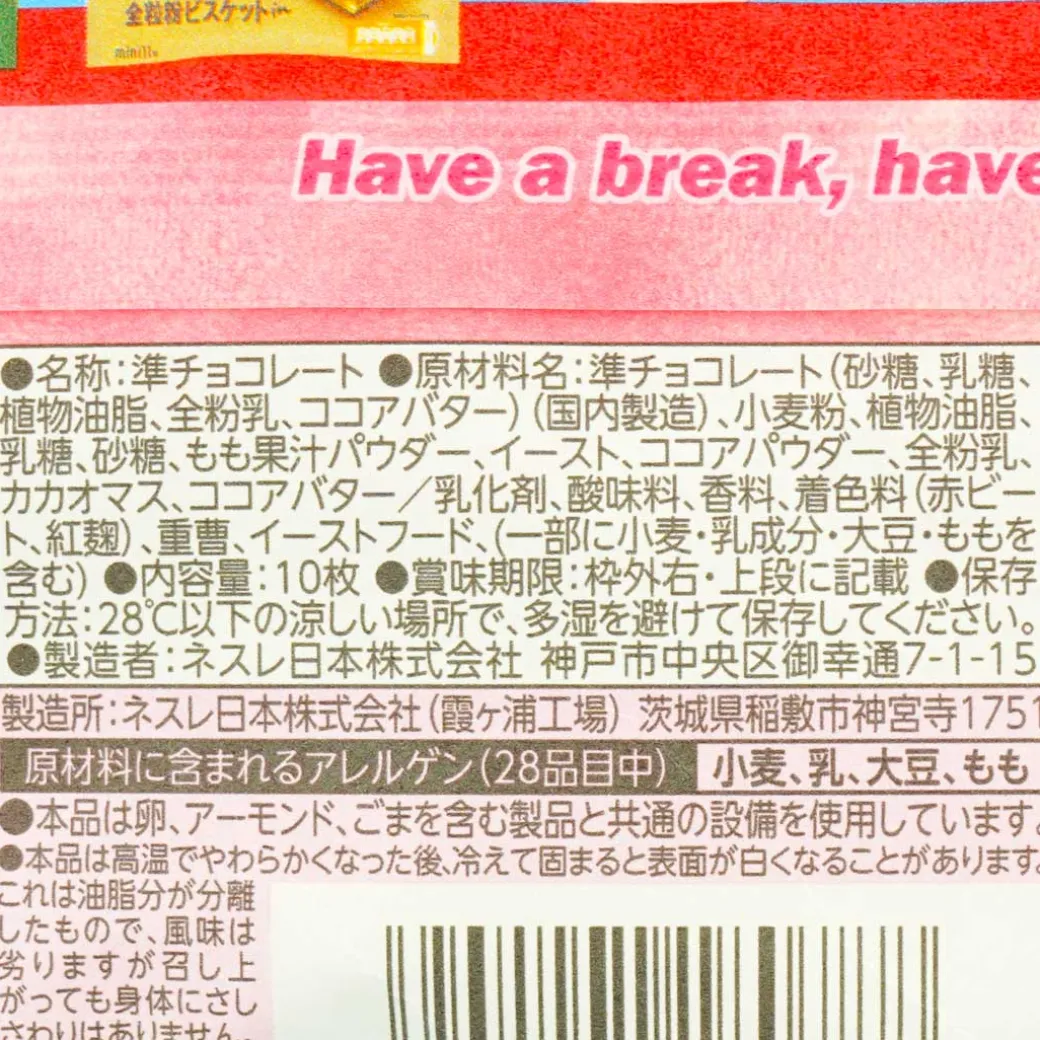 全粒粉ビスケットin
mini
Have a break, have
●名称：準チョコレート ●原材料名：準チョコレート（砂糖、乳糖、
植物油脂、全粉乳、ココアバター）（国内製造）、小麦粉、植物油脂、
乳糖、砂糖、もも果汁パウダー、イースト、ココアパウダー、全粉乳、
カカオマス、ココアバター／乳化剤、酸味料、香料、着色料（赤ビー
ト、紅麹）、重曹、イーストフード、（一部に小麦・乳成分・大豆・ももを
含む） ●内容量：10枚 ●賞味期限：枠外右・上段に記載 ●保存
方法：28℃以下の涼しい場所で、多湿を避けて保存してください。
●製造者：ネスレ日本株式会社 神戸市中央区御幸通7-1-15
製造所：ネスレ日本株式会社（霞ヶ浦工場） 茨城県稲敷市神宮寺1751
原材料に含まれるアレルゲン（28品目中） 小麦、乳、大豆、もも
●本品は卵、アーモンド、ごまを含む製品と共通の設備を使用しています。
●本品は高温でやわらかくなった後、冷えて固まると表面が白くなることがあります。
これは油脂分が分離
したもので、風味は
劣りますが召し上
がっても身体にさし
さわりはありません。